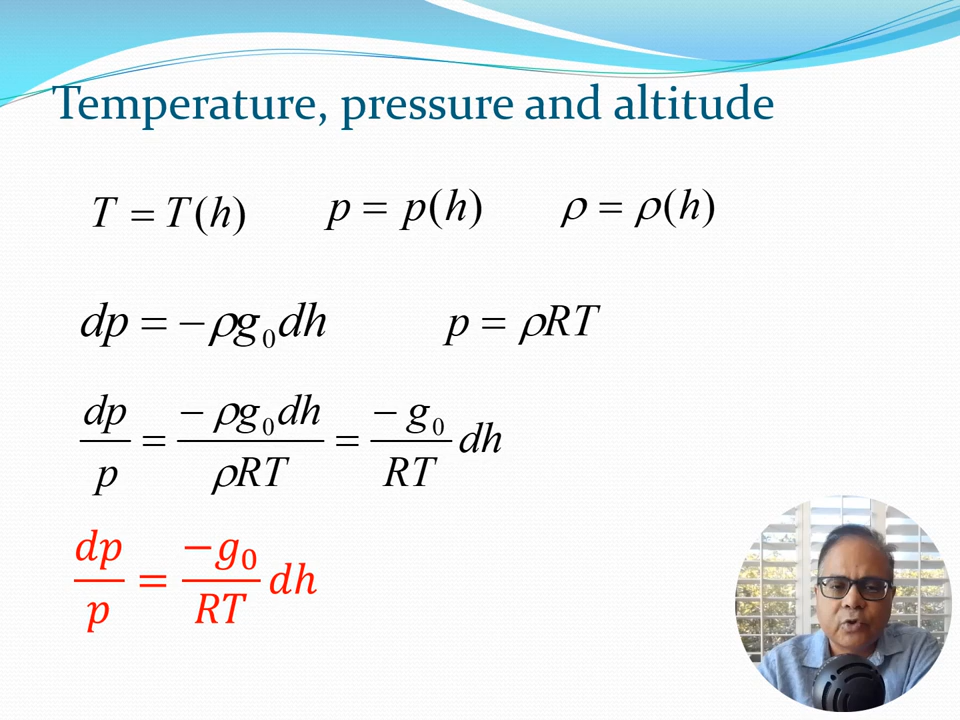 Temperature, pressure and altitude
T = T(h)   p = p(h)   ρ = ρ(h)
dp = −ρg₀dh   p = ρRT
dp/p = −ρg₀dh/ρRT = −g₀/RT dh
dp/p = −g₀/RT dh